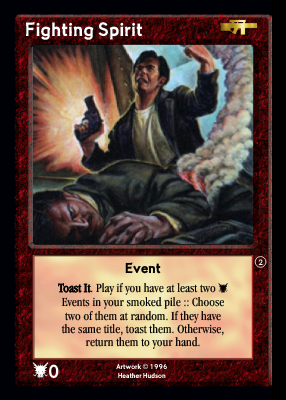 Fighting Spirit
Event
2
Toast It. Play if you have at least two
Events in your smoked pile :: Choose
two of them at random. If they have
the same title, toast them. Otherwise,
return them to your hand.
0
Artwork © 1996
Heather Hudson